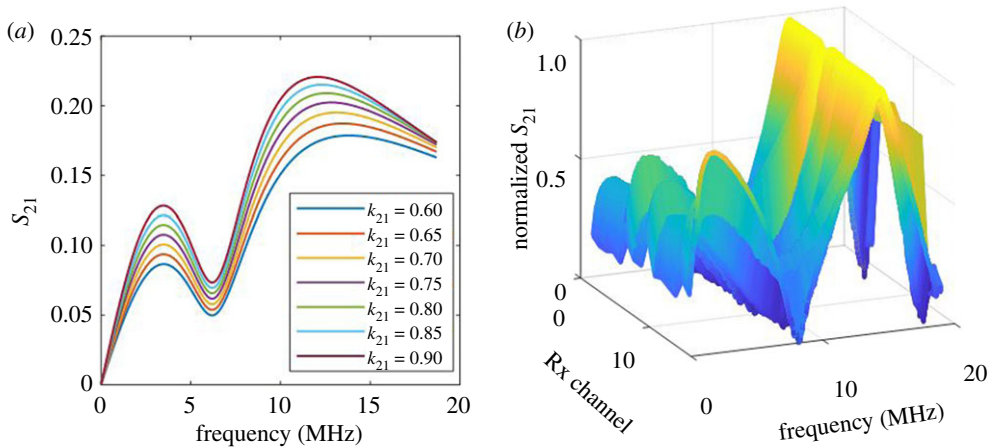 (a)
0.25
0.20
0.15
0.10
0.05
0
S21
0 5 10 15 20
frequency (MHz)
k21 = 0.60
k21 = 0.65
k21 = 0.70
k21 = 0.75
k21 = 0.80
k21 = 0.85
k21 = 0.90
(b)
1.0
0.5
0
normalized S21
0
10
Rx channel
0 10 20
frequency (MHz)